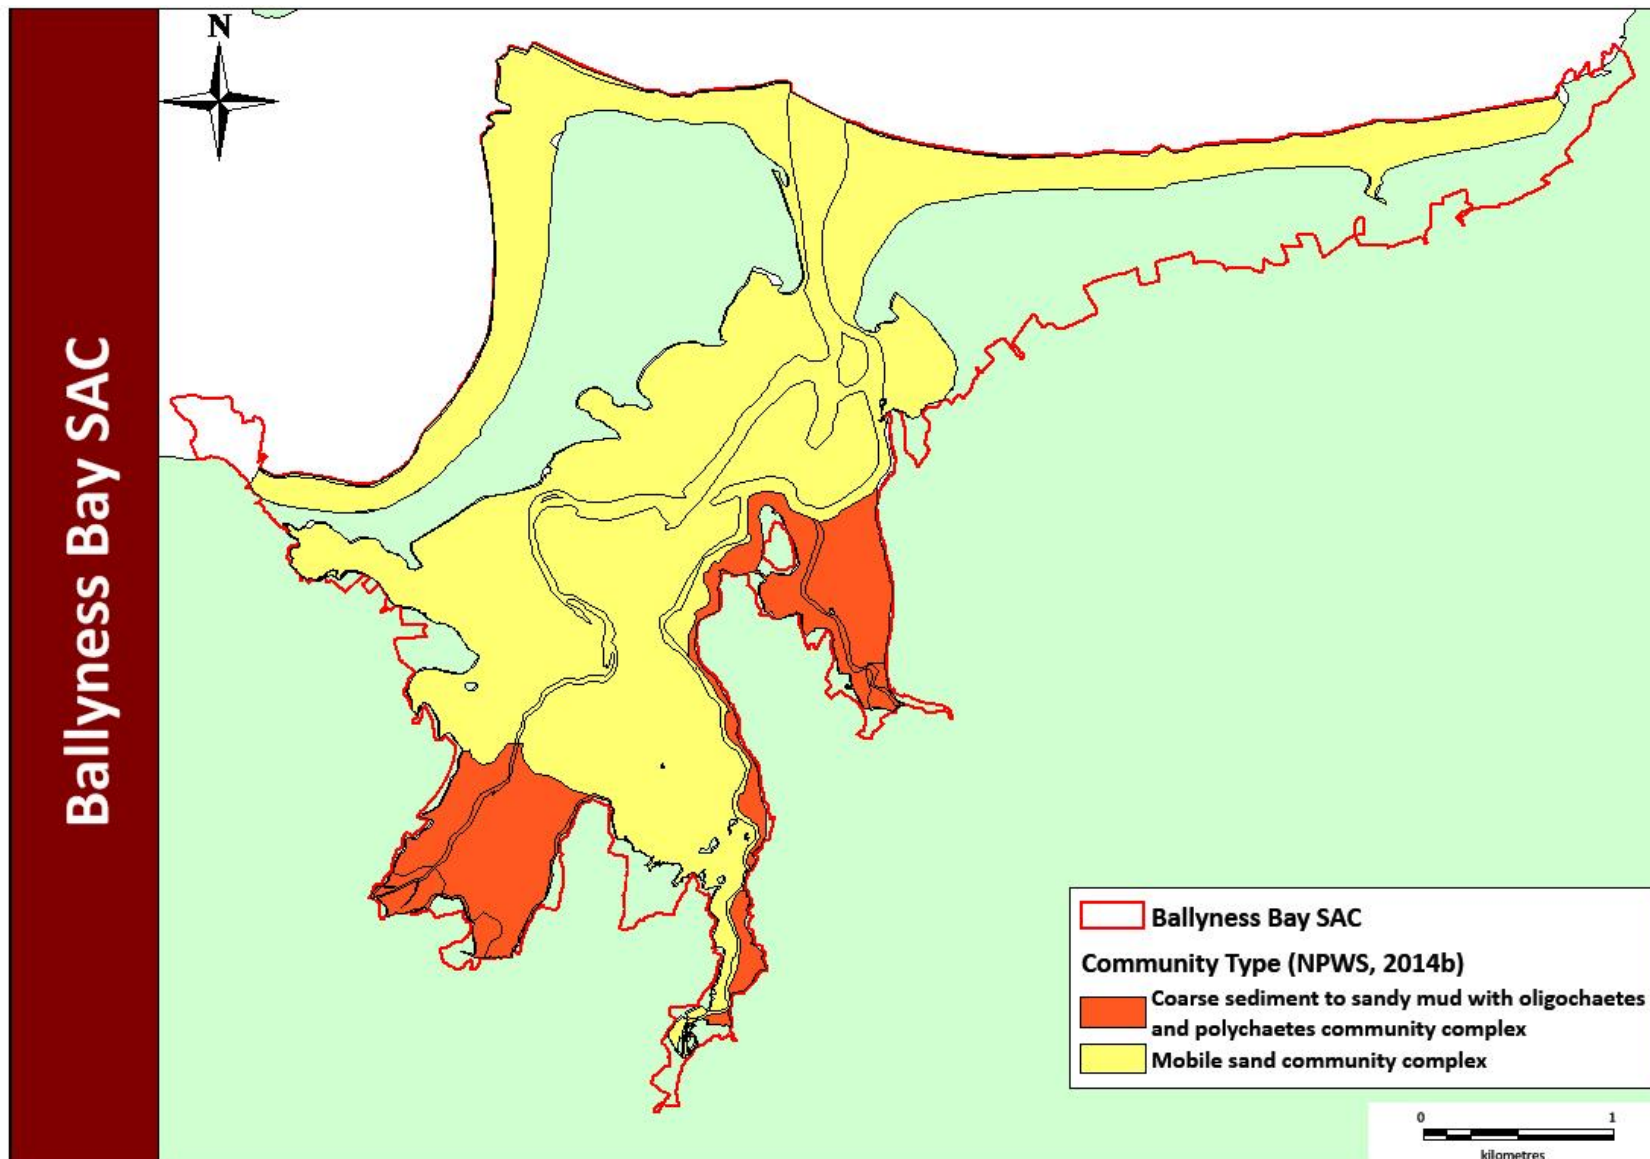 Ballyness Bay SAC
N
Ballyness Bay SAC
Community Type (NPWS, 2014b)
Coarse sediment to sandy mud with oligochaetes
and polychaetes community complex
Mobile sand community complex
0 1
kilometres